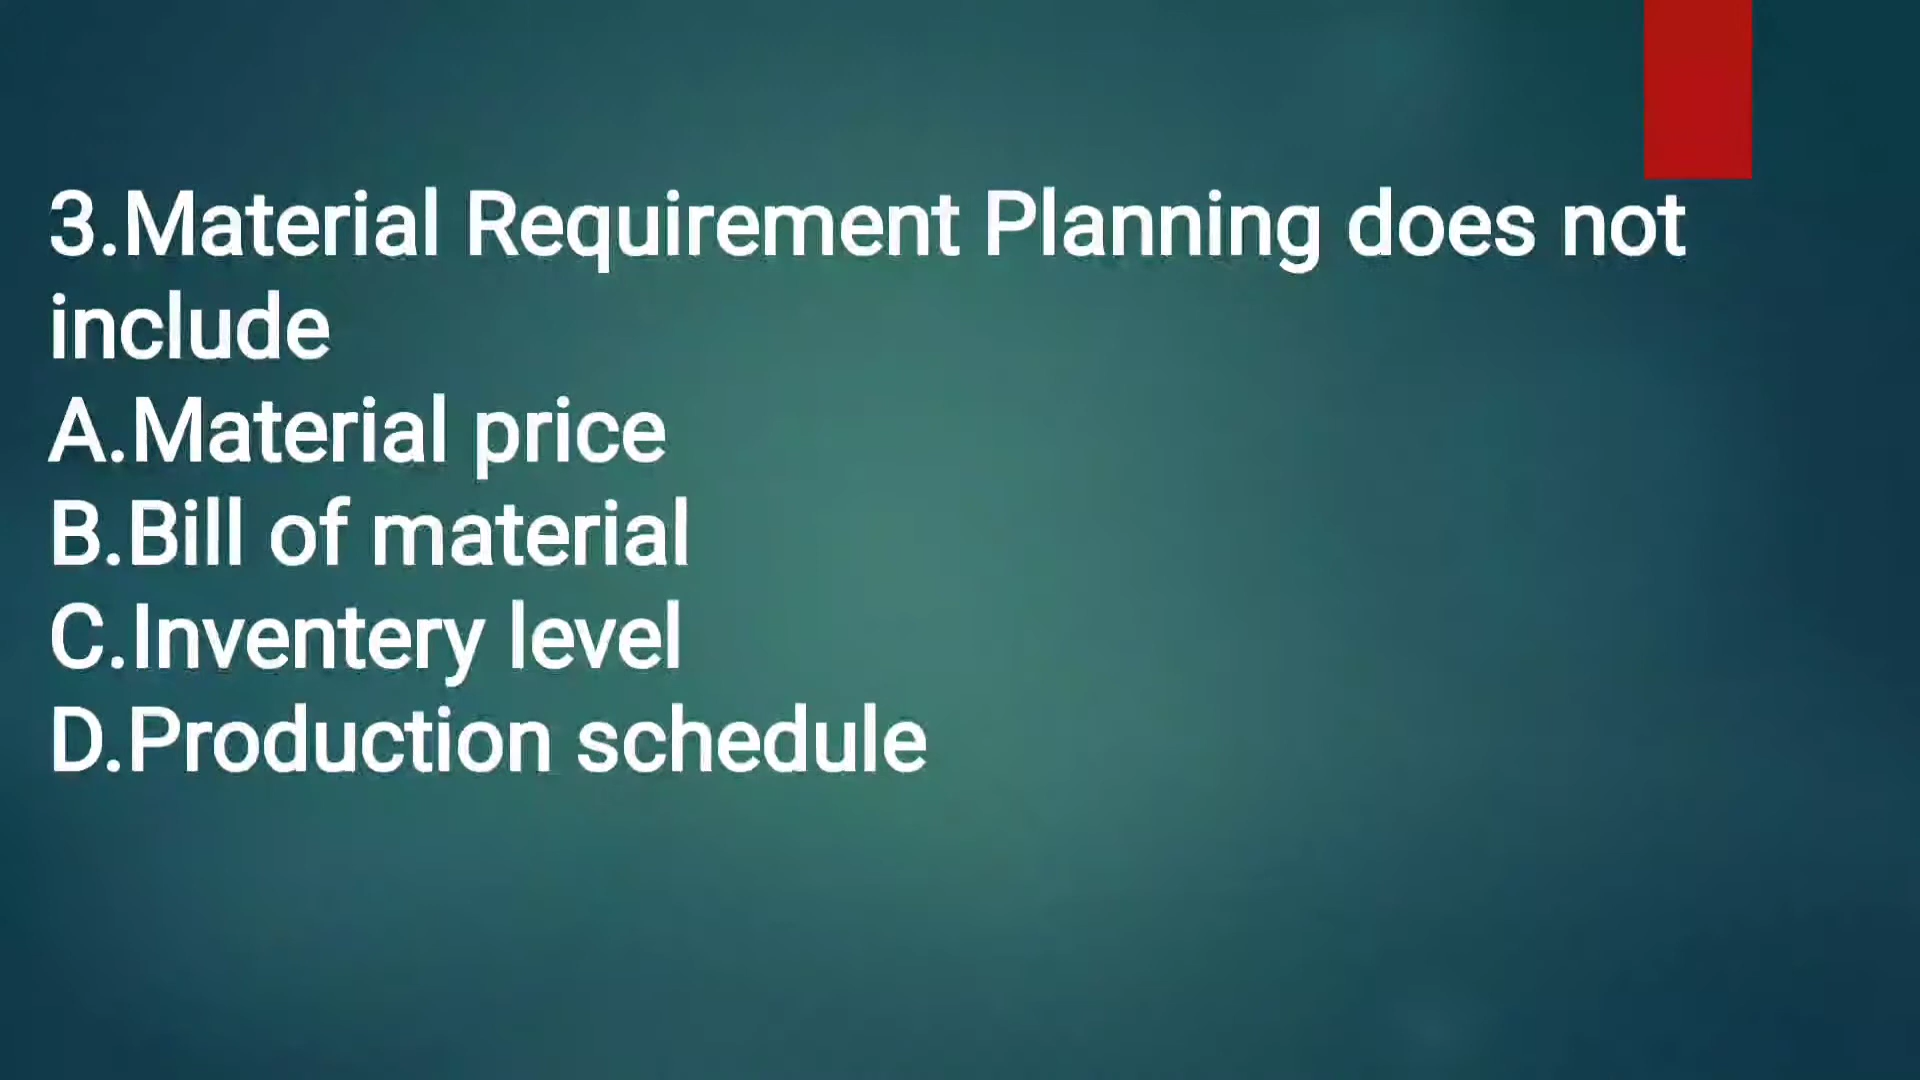 3.Material Requirement Planning does not
include
A.Material price
B.Bill of material
C.Inventery level
D.Production schedule